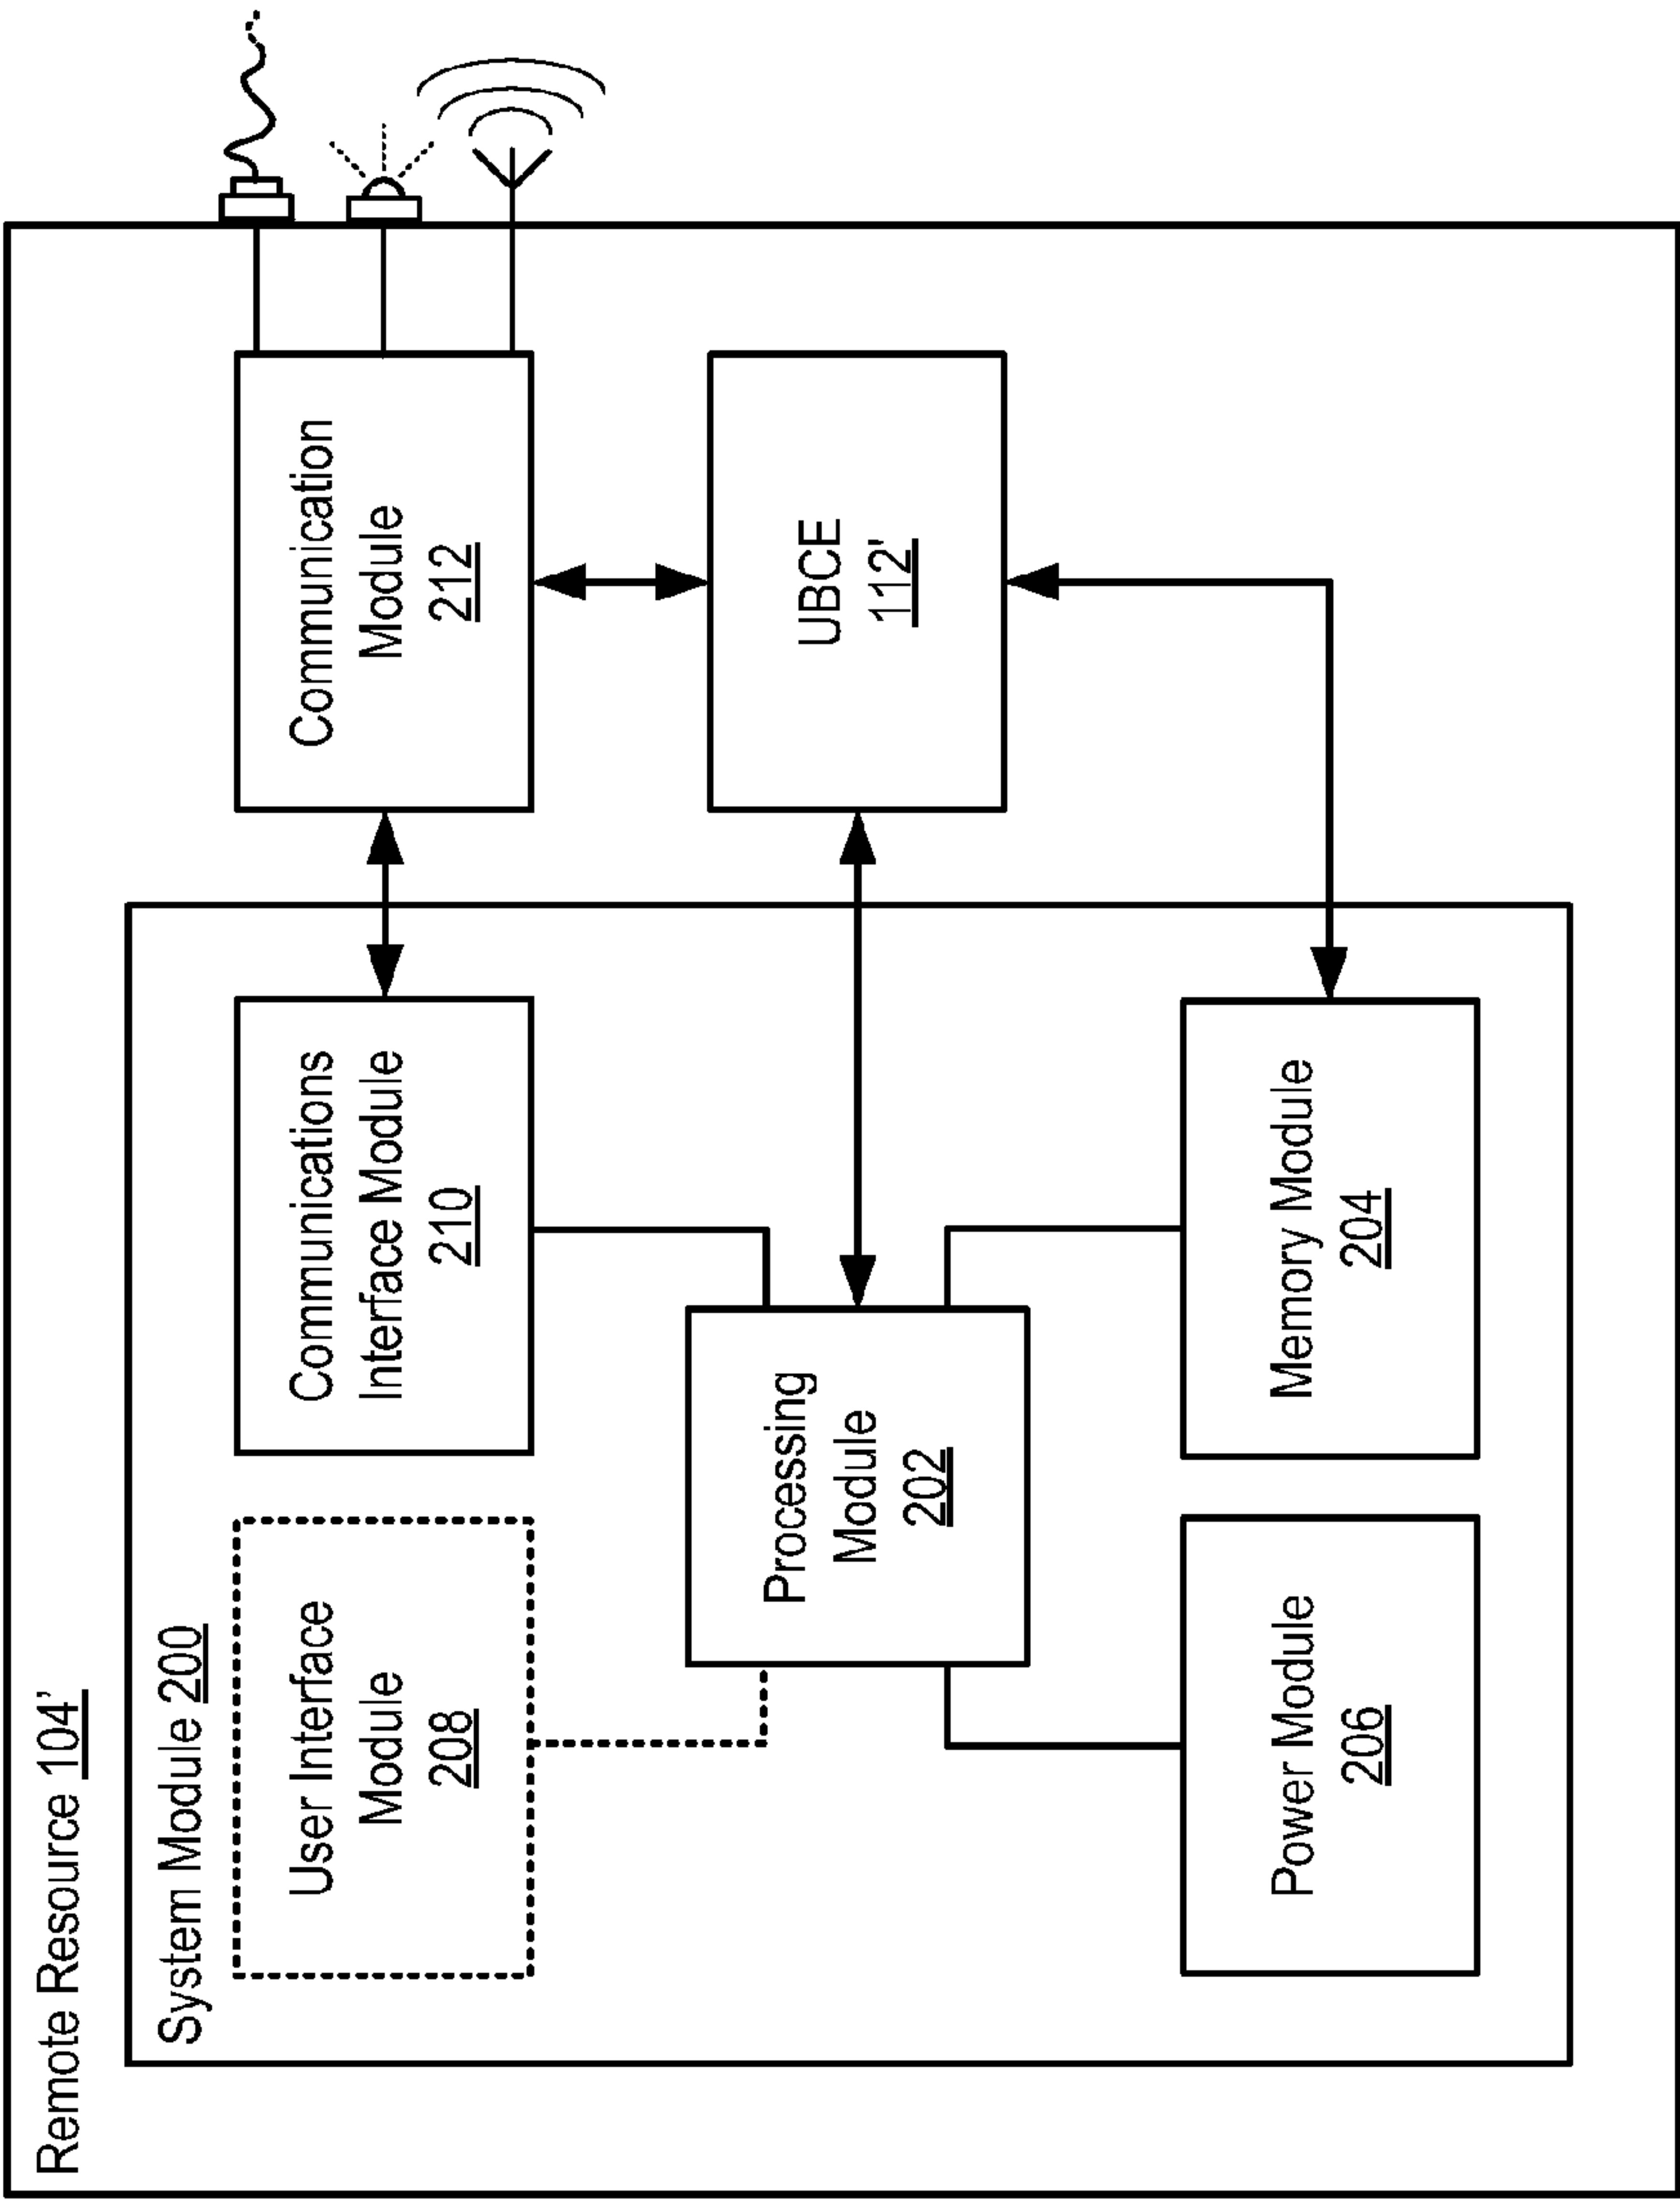 Remote Resource 104'
System Module 200
User Interface
Module
208
Communications
Interface Module
210
Communication
Module
212
Processing
Module
202
UBCE
112'
Power Module
206
Memory Module
204